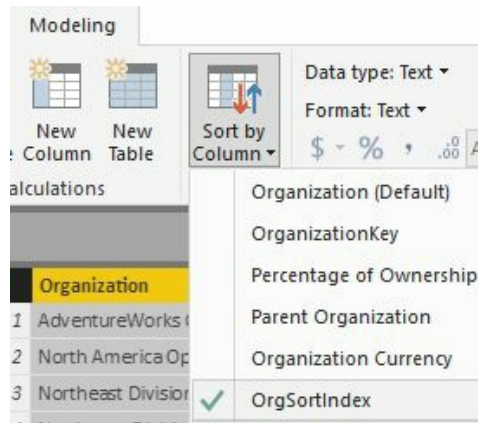 Modeling
New Column
New Table
Sort by Column
Data type: Text
Format: Text
$ % , .00
Organization (Default)
OrganizationKey
Percentage of Ownership
Parent Organization
Organization Currency
OrgSortIndex
Organization
1 AdventureWorks
2 North America Op
3 Northeast Division